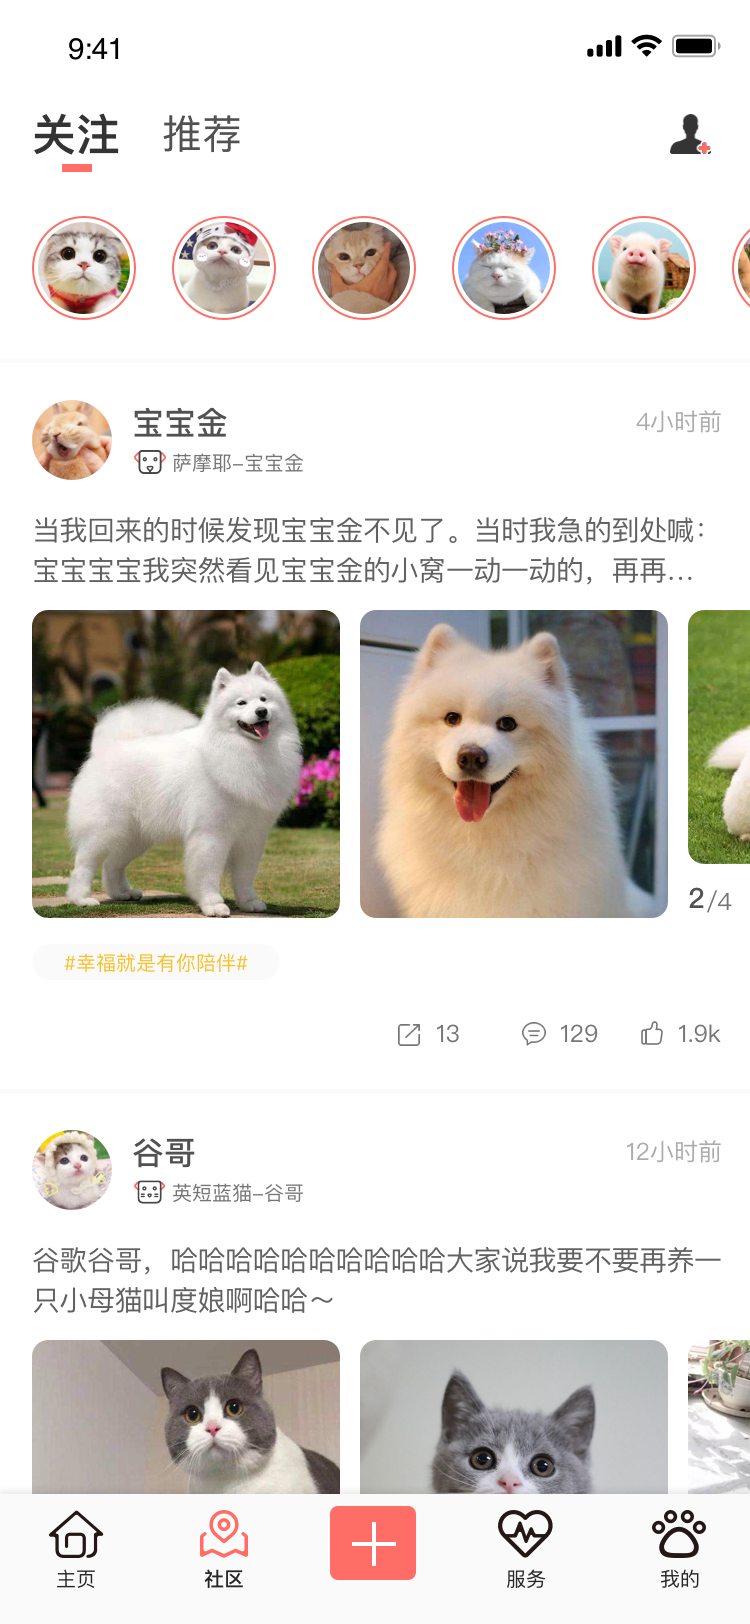 9:41
关注
推荐
宝宝金
4小时前
萨摩耶-宝宝金
当我回来的时候发现宝宝金不见了。当时我急的到处喊：
宝宝宝宝我突然看见宝宝金的小窝一动一动的，再再...
2/4
#幸福就是有你陪伴#
13
129
1.9k
谷哥
12小时前
英短蓝猫-谷哥
谷歌谷哥，哈哈哈哈哈哈哈哈哈哈大家说我要不要再养一
只小母猫叫度娘啊哈哈～
主页
社区
服务
我的